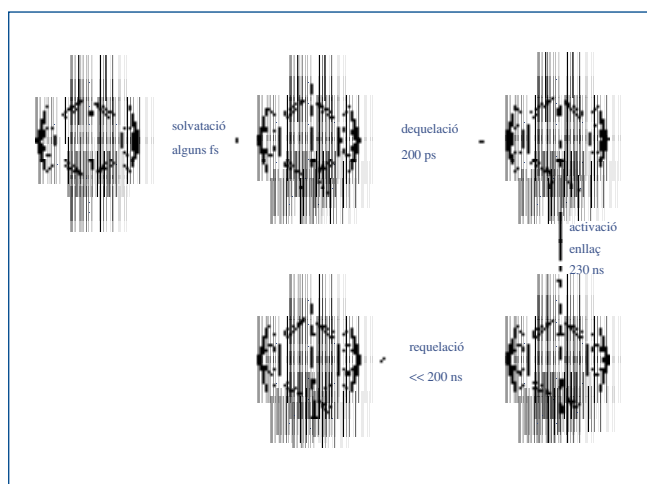 solvatació
alguns fs
dequelació
200 ps
activació
enllaç
230 ns
requelació
<< 200 ns